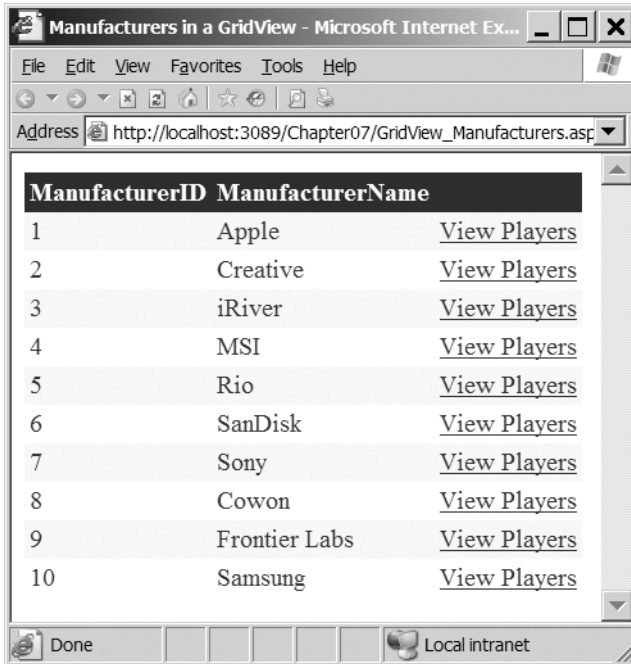 Manufacturers in a GridView - Microsoft Internet Ex...
File Edit View Favorites Tools Help
Address http://localhost:3089/Chapter07/GridView_Manufacturers.asp
ManufacturerID ManufacturerName
1 Apple View Players
2 Creative View Players
3 iRiver View Players
4 MSI View Players
5 Rio View Players
6 SanDisk View Players
7 Sony View Players
8 Cowon View Players
9 Frontier Labs View Players
10 Samsung View Players
Done Local intranet